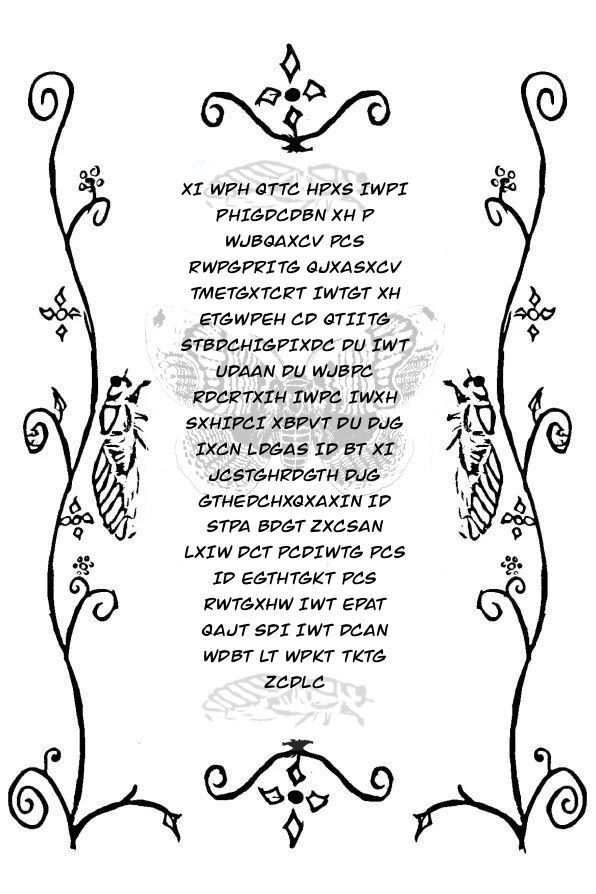 XI WPH QTTC HPXS IWPI
PHIGDCDBN XH P
WJBQAXCV PCS
RWPGPRITG QJXASXCV
TMETGXTCRT IWTGT XH
ETGWPEH CD QTIITG
STBDCHIGPIXDC DU IWT
UDAAN DU WJBPC
RDCRTXIH IWPC IWXH
SXHIPCI XBPVT DU DJG
IXCN LDGAS ID BT XI
JCSTGHRDGTH DJG
GTHEDCHXQXAXIN ID
STPA BDGT ZXCSAN
LXIW DCT PCDIWTG PCS
ID EGTHTGKT PCS
RWTGXHW IWT EPAT
QAJT SDI IWT DCAN
WDBT LT WPKT TKTG
ZCDLC